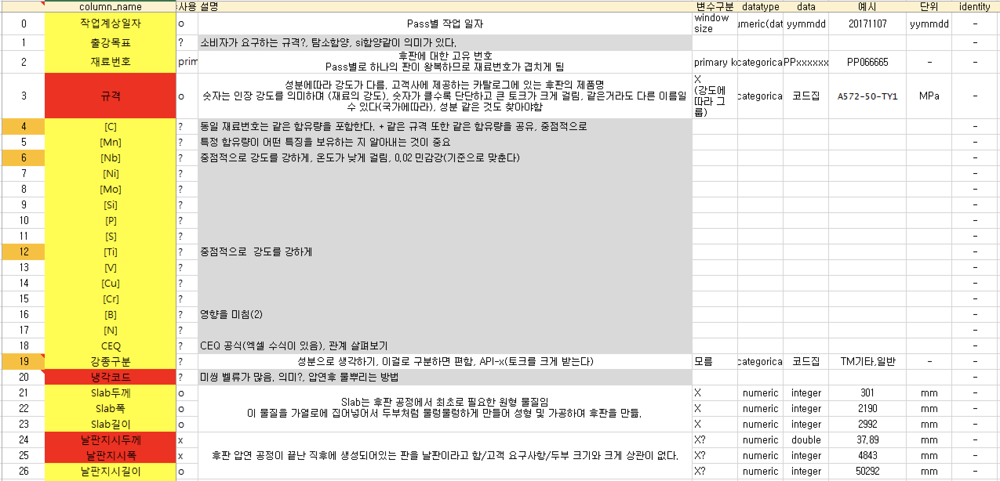 column_name 사용 설명 변수구분 datatype data 예시 단위 identity
0 작업계상일자 o Pass별 작업 일자 window size umeric(dat yymmdd 20171107 yymmdd -
1 출강목표 ? 소비자가 요구하는 규격?, 탐소함양, si함양같이 의미가 있다. -
2 재료번호 prim 후판에 대한 고유 번호
Pass별로 하나의 판이 왕복하므로 재료번호가 겹치게 됨 primary k categorica PPxxxxxx PP066665 - -
3 규격 o 성분에따라 강도가 다름. 고객사에 제공하는 카탈로그에 있는 후판의 제품명
숫자는 인장 강도를 의미하며 (재료의 강도), 숫자가 클수록 단단하고 큰 토크가 크게 걸림, 같은거라도 다른 이름일
수 있다(국가에따라), 성분 같은 것도 찾아야함
X
(강도에
따라 그
룹) categorica 코드집 A572-50-TY1 MPa -
4 [C] ? 동일 재료번호는 같은 함유량을 포함한다. + 같은 규격 또한 같은 함유량을 공유, 중점적으로 -
5 [Mn] ? 특정 함유량이 어떤 특징을 보유하는 지 알아내는 것이 중요 -
6 [Nb] ? 중점적으로 강도를 강하게, 온도가 낮게 걸림, 0.02 민감강(기준으로 맞춘다) -
7 [Ni] ? -
8 [Mo] ? -
9 [Si] ? -
10 [P] ? -
11 [S] ? -
12 [Ti] ? 중점적으로 강도를 강하게 -
13 [V] ? -
14 [Cu] ? -
15 [Cr] ? -
16 [B] ? 영향을 미침(2) -
17 [N] ? -
18 CEQ ? CEQ 공식(엑셀 수식이 있음), 관계 살펴보기 -
19 강종구분 ? 성분으로 생각하기, 이걸로 구분하면 편함, API-x(토크를 크게 받는다) 모름 categorica 코드집 TM기타,일반 - -
20 냉각코드 ? 미씽 벨류가 많음. 의미?, 압연후 물뿌리는 방법 -
21 Slab두께 o X numeric integer 301 mm -
Slab는 후판 공정에서 최초로 필요한 원형 물질임
22 Slab폭 o X numeric integer 2190 mm -
이 물질을 가열로에 집어넣어서 두부처럼 물렁물렁하게 만들어 성형 및 가공하여 후판을 만듦.
23 Slab길이 o X numeric integer 2992 mm -
24 날판지시두께 x X? numeric double 37.89 mm -
25 날판지시폭 x 후판 압연 공정이 끝난 직후에 생성되어있는 판을 날판이라고 함/고객 요구사항/두부 크기와 크게 상관이 없다. X? numeric integer 4843 mm -
26 날판지시길이 o X? numeric integer 50292 mm -